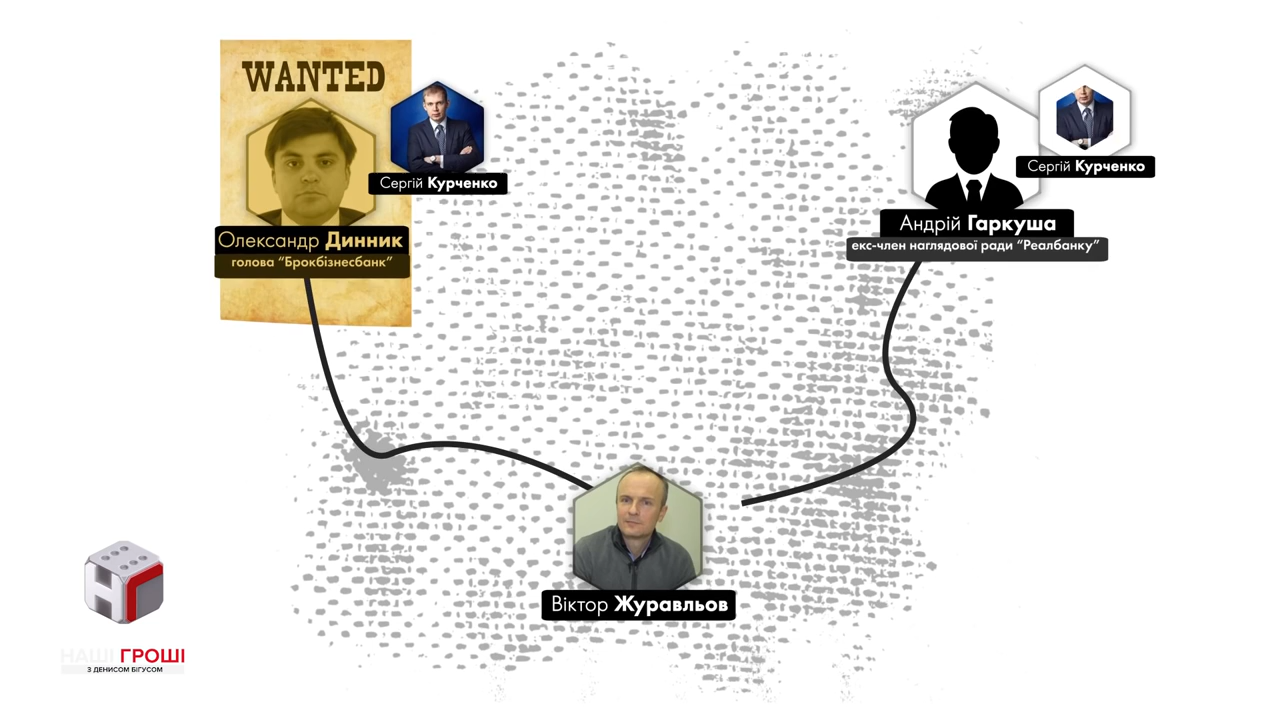 WANTED
Сергій Курченко
Олександр Динник
голова "Брокбізнесбанк"
Сергій Курченко
Андрій Гаркуша
екс-член наглядової ради "Реалбанку"
Віктор Журавльов
НАШІ ГРОШІ
З ДЕНИСОМ БІГУСОМ